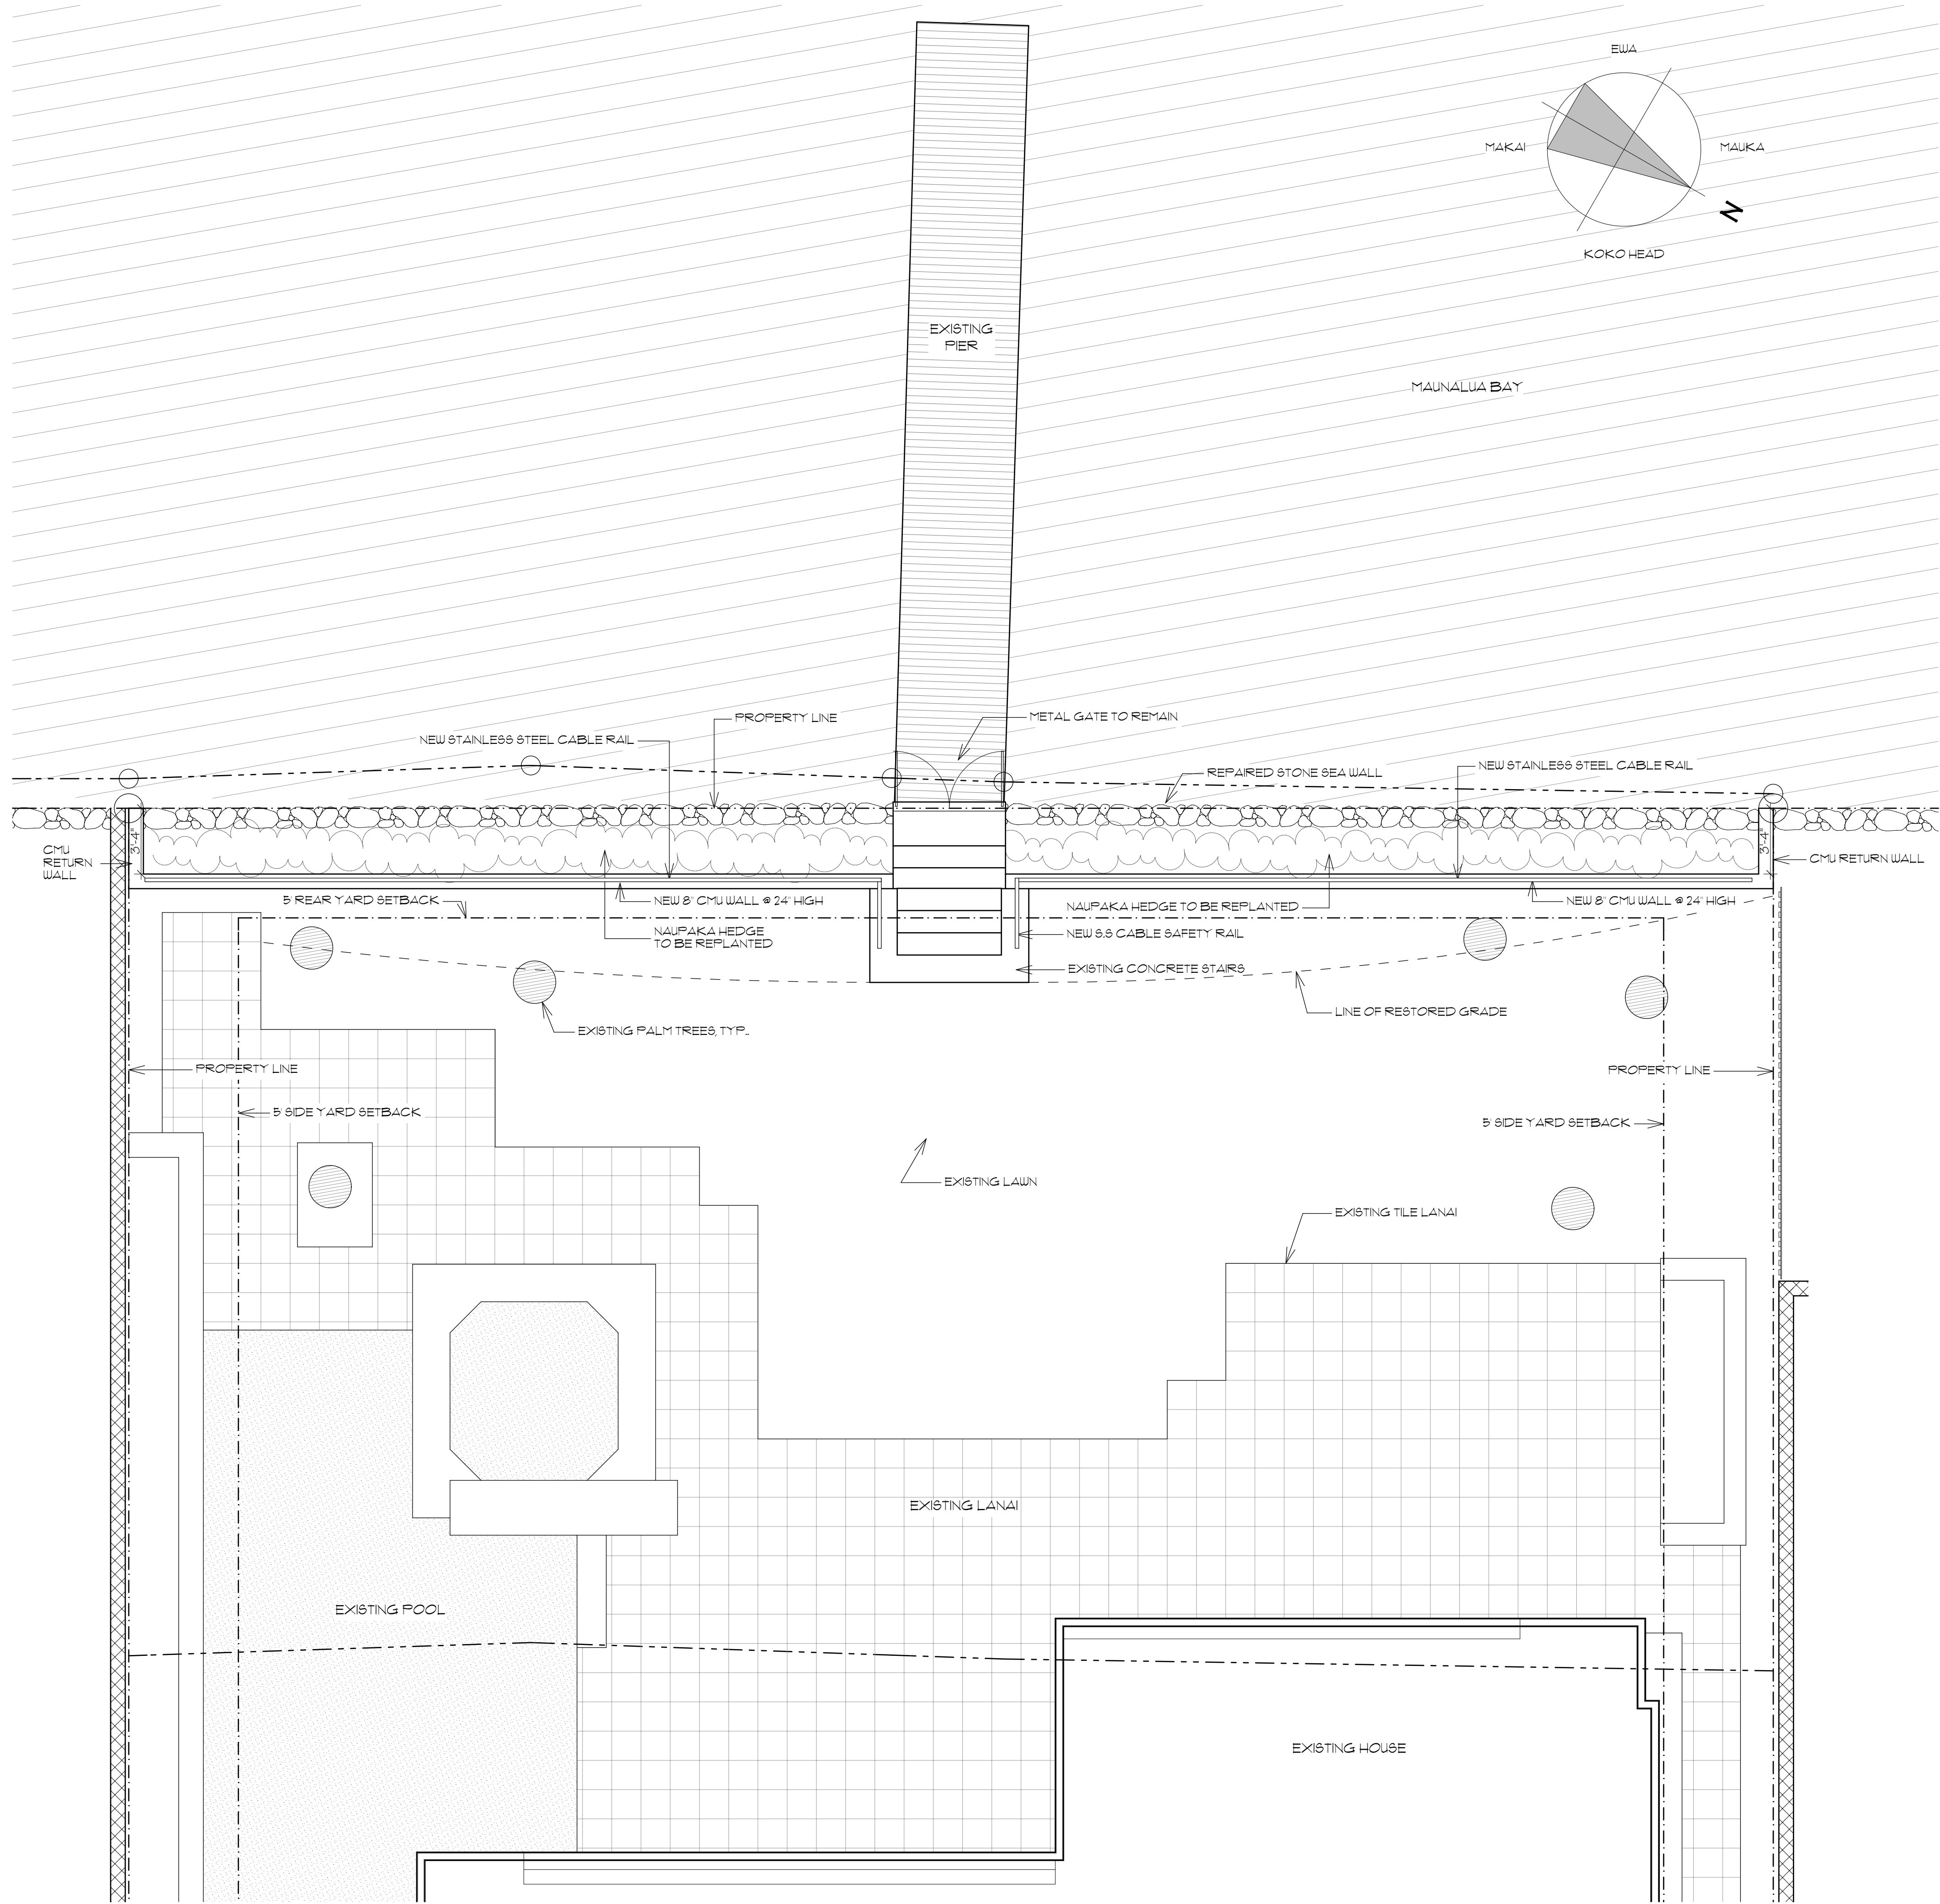 EWA
MAKAI
MAUKA
N
KOKO HEAD
EXISTING
PIER
MAUNALUA BAY
PROPERTY LINE
METAL GATE TO REMAIN
NEW STAINLESS STEEL CABLE RAIL
NEW STAINLESS STEEL CABLE RAIL
REPAIRED STONE SEA WALL
3'-4"
3'-4"
CMU
RETURN
WALL
CMU RETURN WALL
5' REAR YARD SETBACK
NEW 8" CMU WALL @ 24" HIGH
NAUPAKA HEDGE TO BE REPLANTED
NEW 8" CMU WALL @ 24" HIGH
NAUPAKA HEDGE
TO BE REPLANTED
NEW S.S CABLE SAFETY RAIL
EXISTING CONCRETE STAIRS
LINE OF RESTORED GRADE
EXISTING PALM TREES, TYP..
PROPERTY LINE
PROPERTY LINE
5' SIDE YARD SETBACK
5' SIDE YARD SETBACK
EXISTING LAWN
EXISTING TILE LANAI
EXISTING LANAI
EXISTING POOL
EXISTING HOUSE